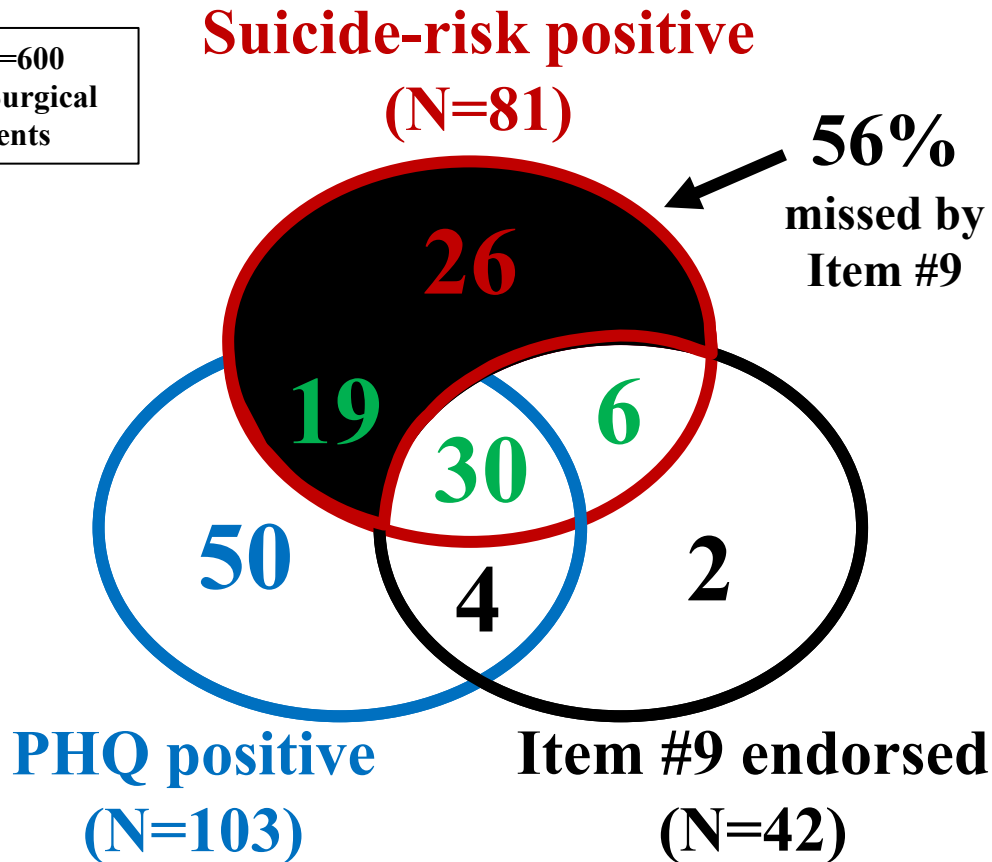 Suicide-risk positive
(N=81)
=600
urgical
ents
56%
missed by
Item #9
26
19
6
30
50
4
2
PHQ positive
(N=103)
Item #9 endorsed
(N=42)